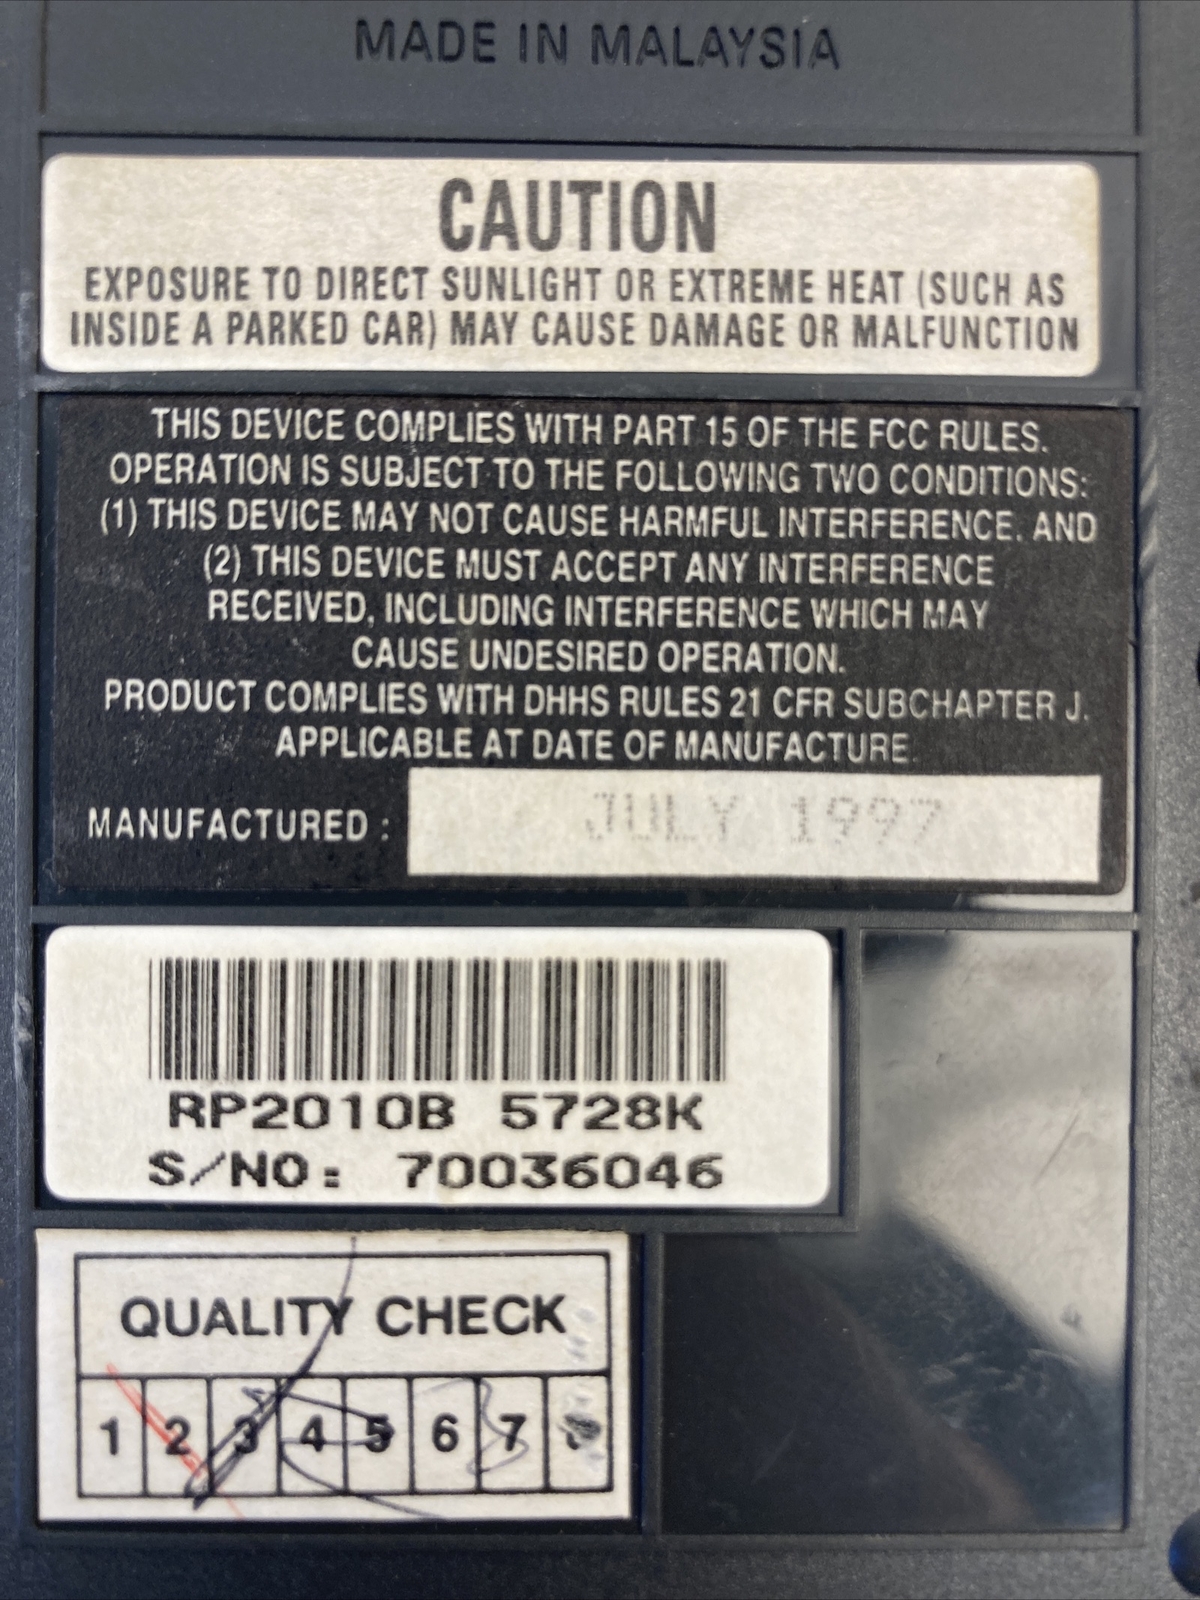 MADE IN MALAYSIA
CAUTION
EXPOSURE TO DIRECT SUNLIGHT OR EXTREME HEAT (SUCH AS
INSIDE A PARKED CAR) MAY CAUSE DAMAGE OR MALFUNCTION
THIS DEVICE COMPLIES WITH PART 15 OF THE FCC RULES.
OPERATION IS SUBJECT TO THE FOLLOWING TWO CONDITIONS:
(1) THIS DEVICE MAY NOT CAUSE HARMFUL INTERFERENCE. AND
(2) THIS DEVICE MUST ACCEPT ANY INTERFERENCE
RECEIVED, INCLUDING INTERFERENCE WHICH MAY
CAUSE UNDESIRED OPERATION.
PRODUCT COMPLIES WITH DHHS RULES 21 CFR SUBCHAPTER J.
APPLICABLE AT DATE OF MANUFACTURE.
MANUFACTURED : JULY 1997
RP2010B 5728K
S/NO: 70036046
QUALITY CHECK
1 2 3 4 5 6 7